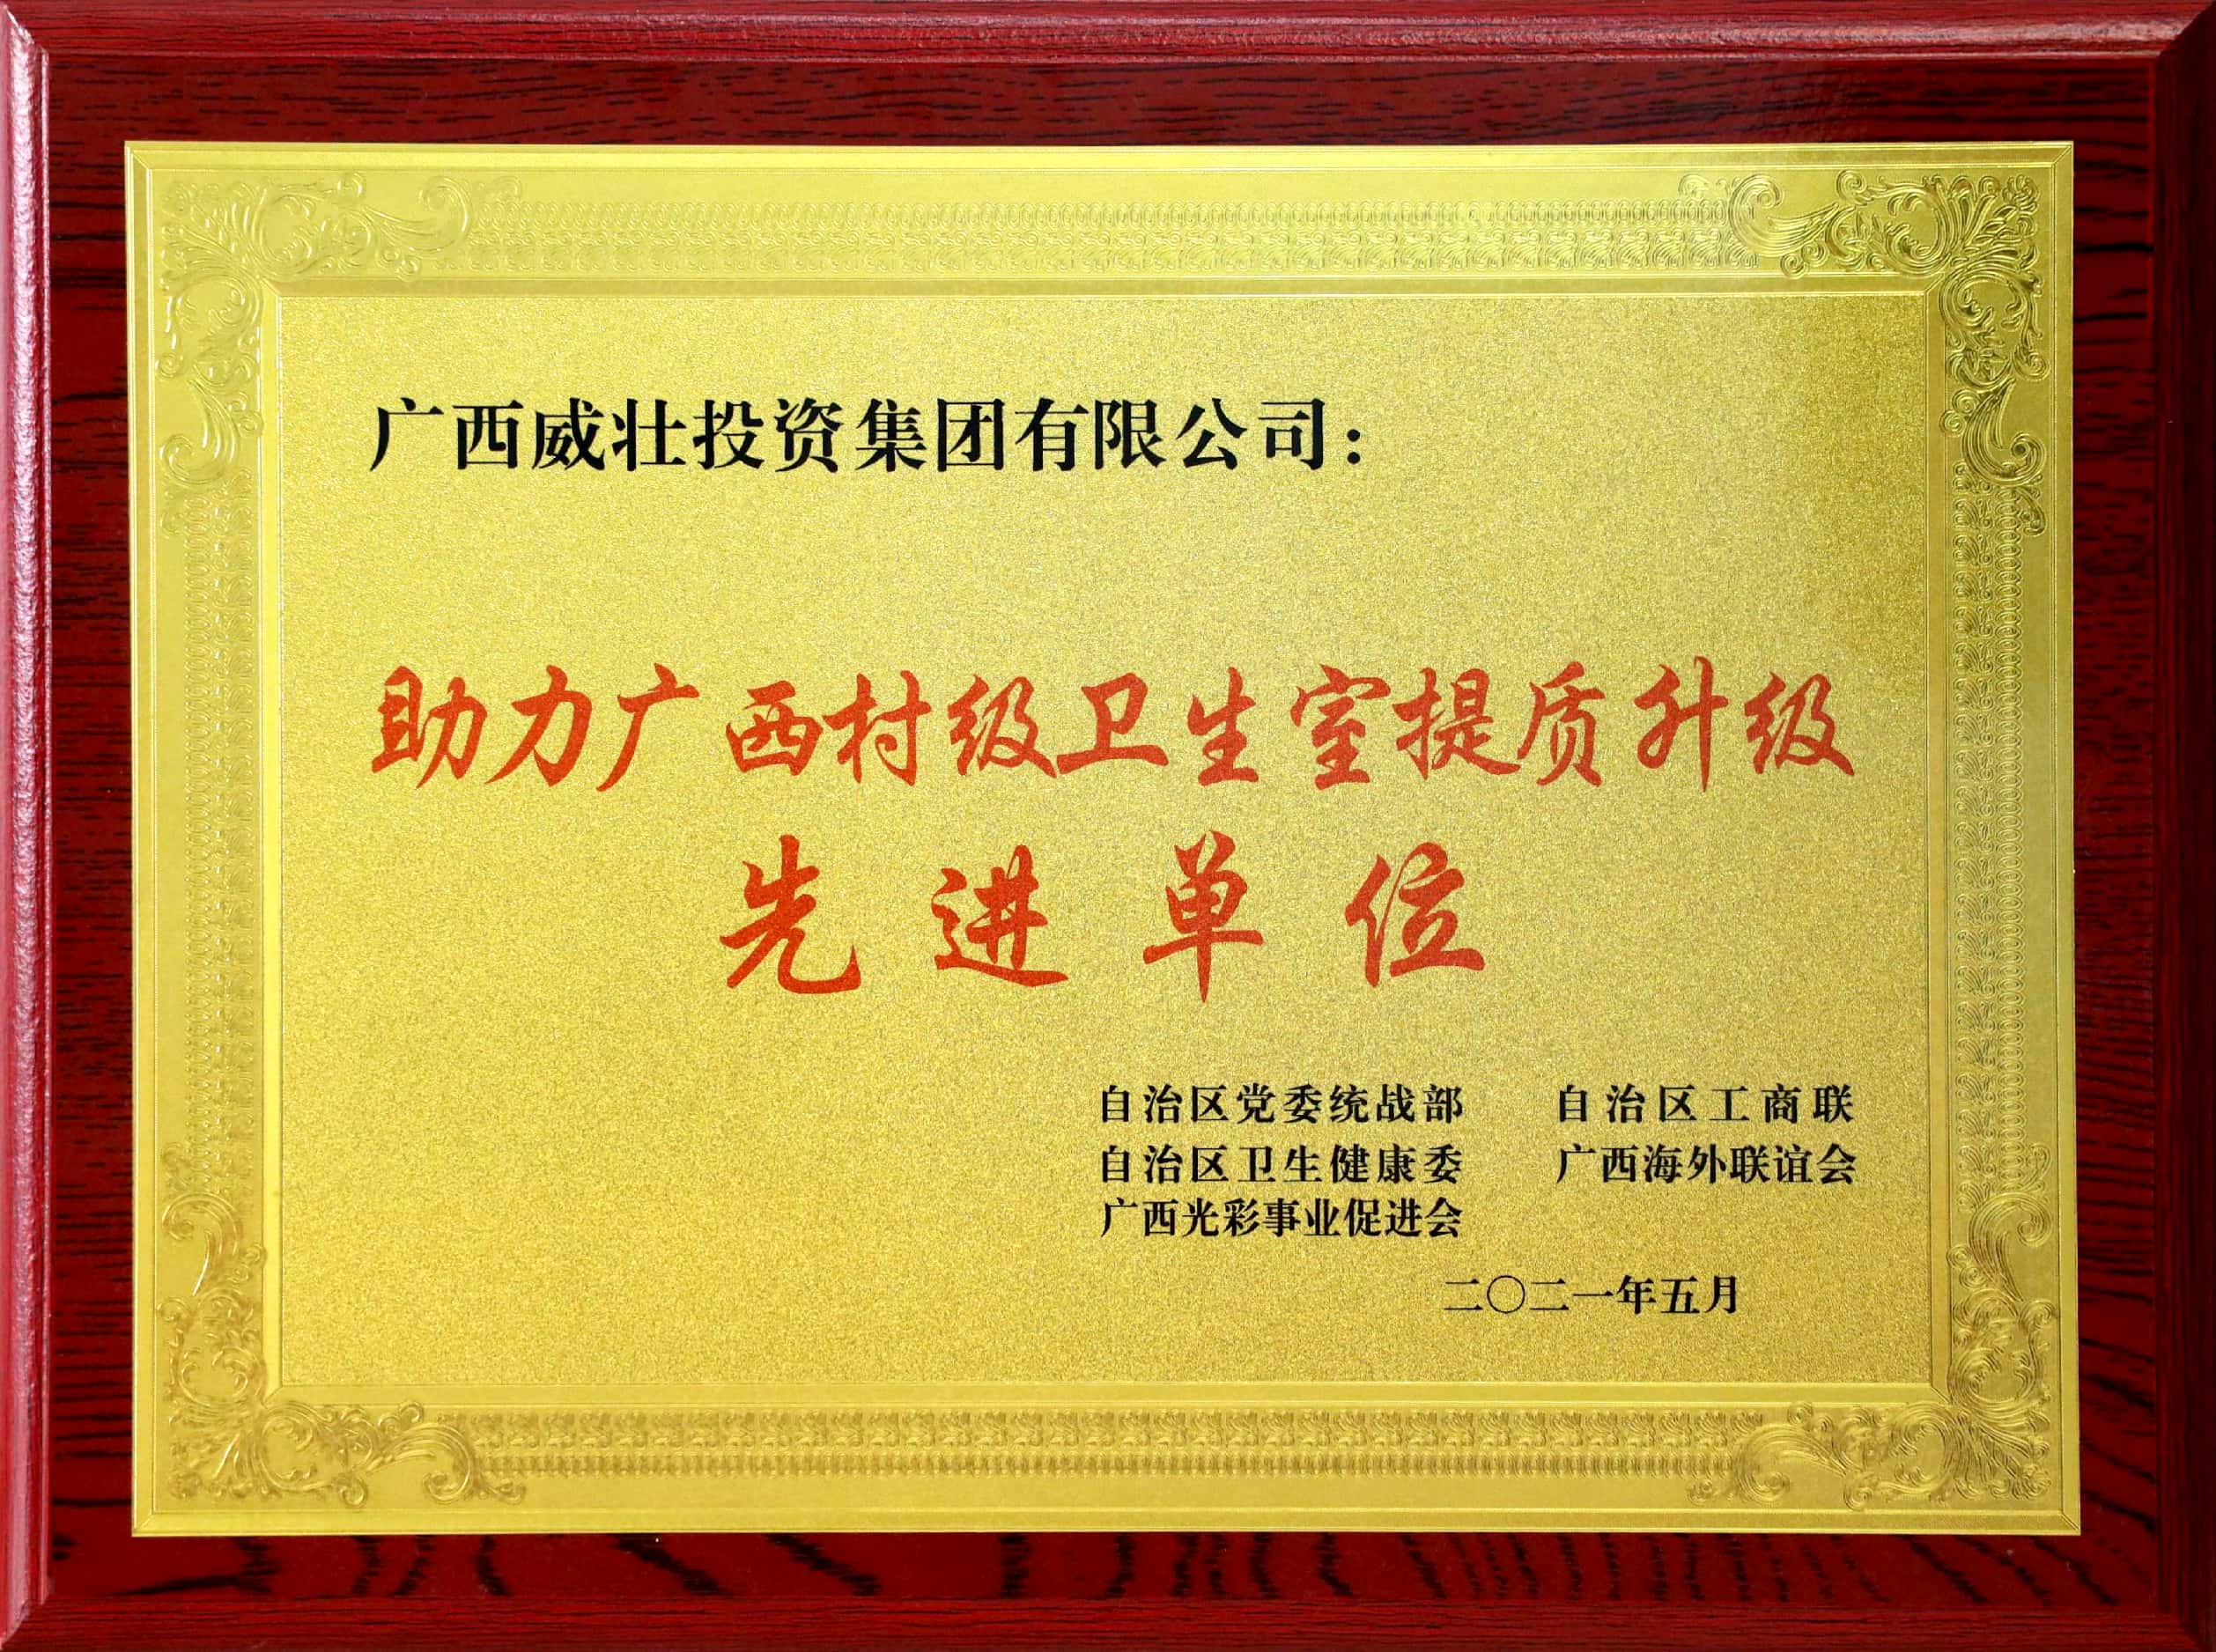 广西威壮投资集团有限公司：
助力广西村级卫生室提质升级
先进单位
自治区党委统战部 自治区工商联
自治区卫生健康委 广西海外联谊会
广西光彩事业促进会
二〇二一年五月